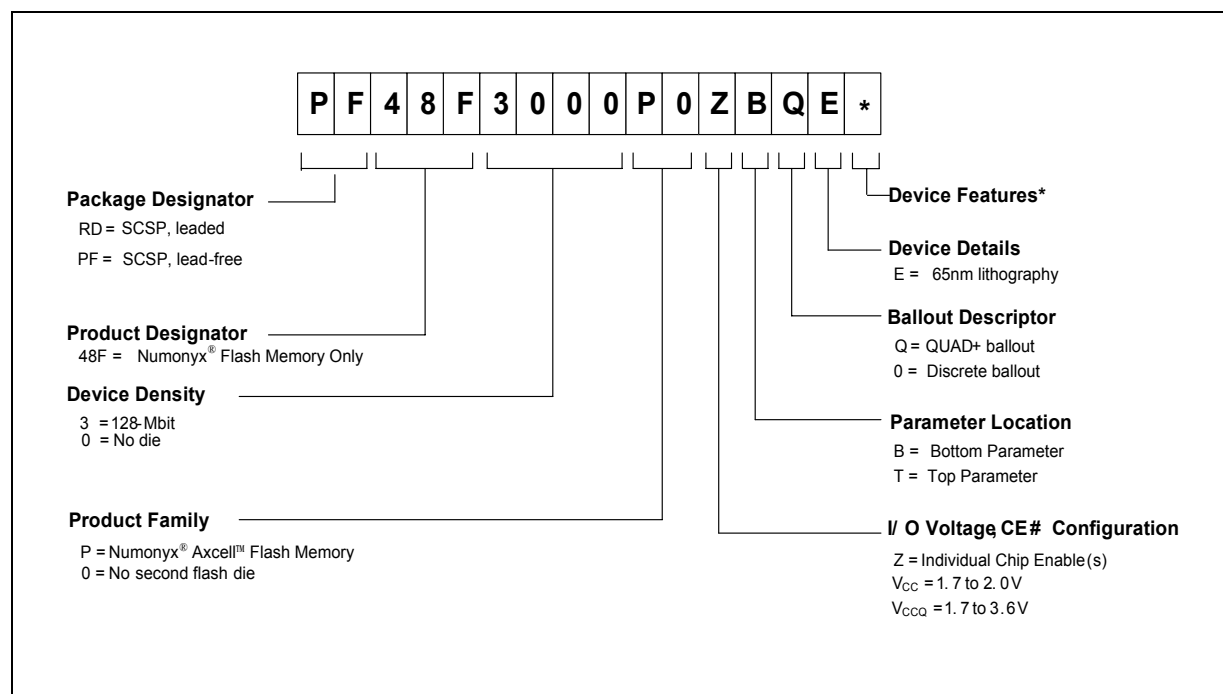 P F 4 8 F 3 0 0 0 P 0 Z B Q E *
Package Designator
RD = SCSP, leaded
PF = SCSP, lead-free
Product Designator
48F = Numonyx® Flash Memory Only
Device Density
3 =128-Mbit
0 = No die
Product Family
P = Numonyx® Axcell™ Flash Memory
0 = No second flash die
Device Features*
Device Details
E = 65nm lithography
Ballout Descriptor
Q = QUAD+ ballout
0 = Discrete ballout
Parameter Location
B = Bottom Parameter
T = Top Parameter
I/ O Voltage, CE# Configuration
Z = Individual Chip Enable(s)
VCC = 1. 7 to 2. 0 V
VCCQ = 1. 7 to 3. 6 V